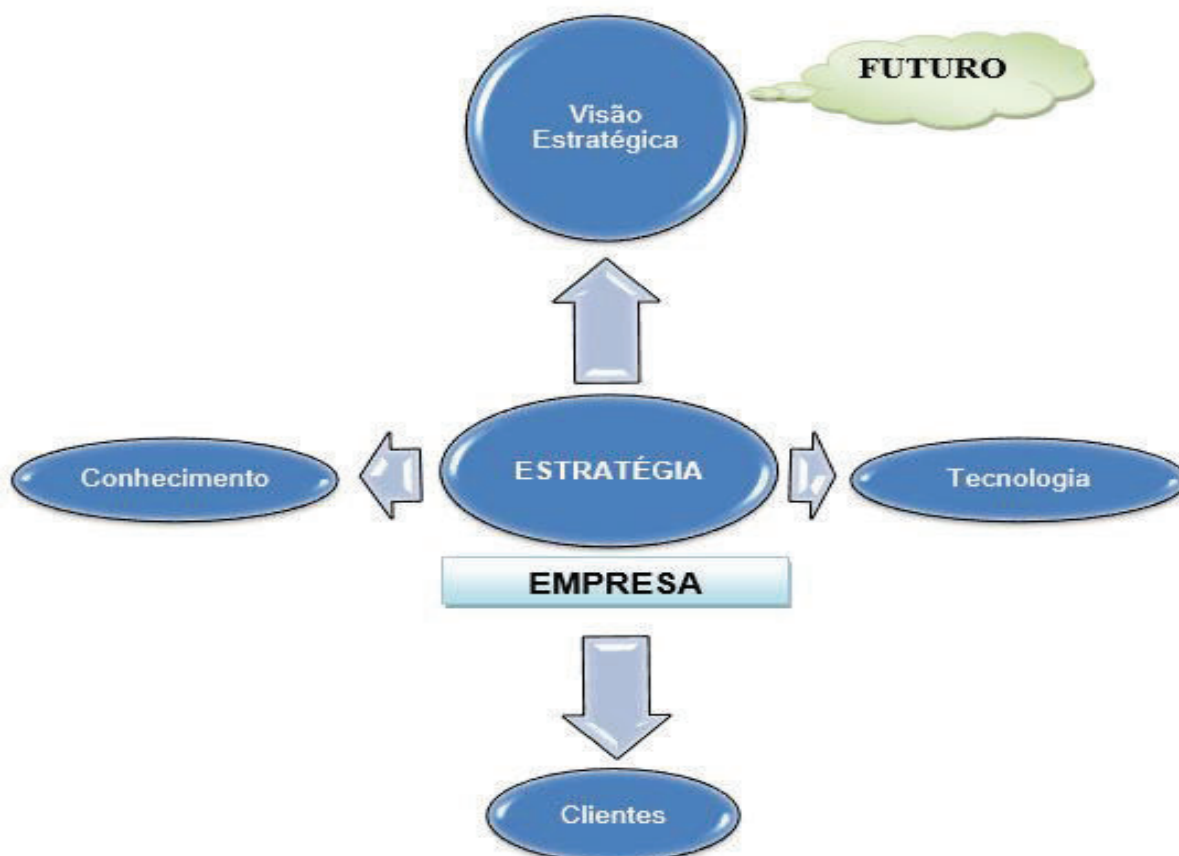 FUTURO
Visão
Estratégica
Conhecimento
ESTRATÉGIA
Tecnologia
EMPRESA
Clientes